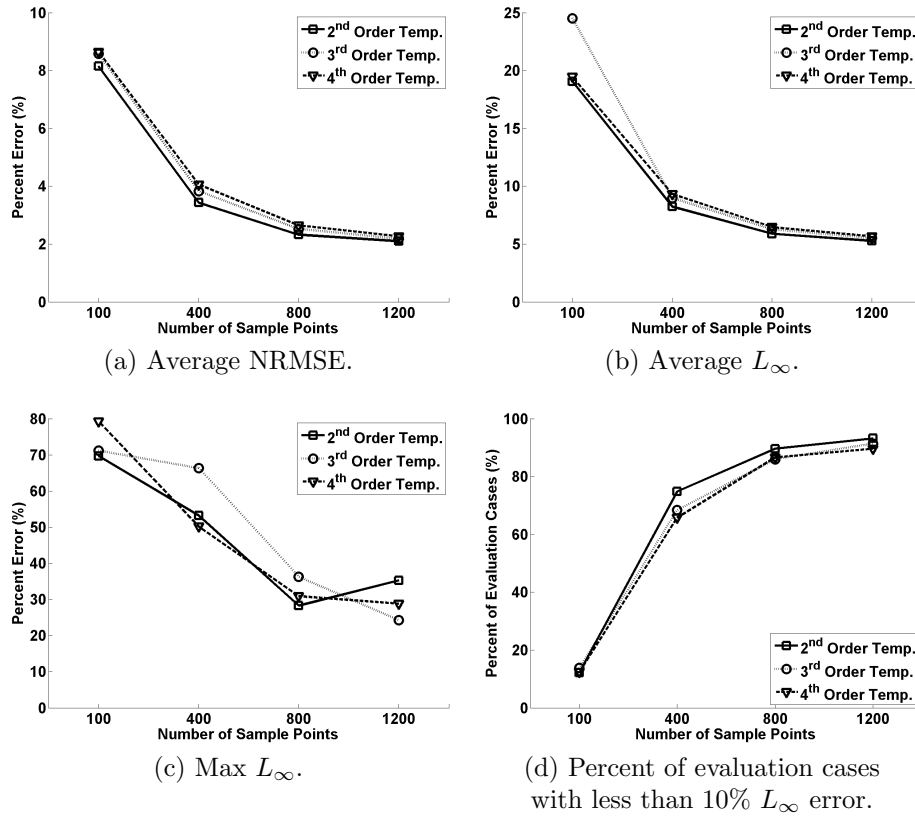 10
8
6
4
2
0
Percent Error (%)
2nd Order Temp.
3rd Order Temp.
4th Order Temp.
100 400 800 1200
Number of Sample Points
(a) Average NRMSE.
25
20
15
10
5
0
Percent Error (%)
2nd Order Temp.
3rd Order Temp.
4th Order Temp.
100 400 800 1200
Number of Sample Points
(b) Average L∞.
80
70
60
50
40
30
20
10
0
Percent Error (%)
2nd Order Temp.
3rd Order Temp.
4th Order Temp.
100 400 800 1200
Number of Sample Points
(c) Max L∞.
100
80
60
40
20
0
Percent of Evaluation Cases (%)
2nd Order Temp.
3rd Order Temp.
4th Order Temp.
100 400 800 1200
Number of Sample Points
(d) Percent of evaluation cases
with less than 10% L∞ error.